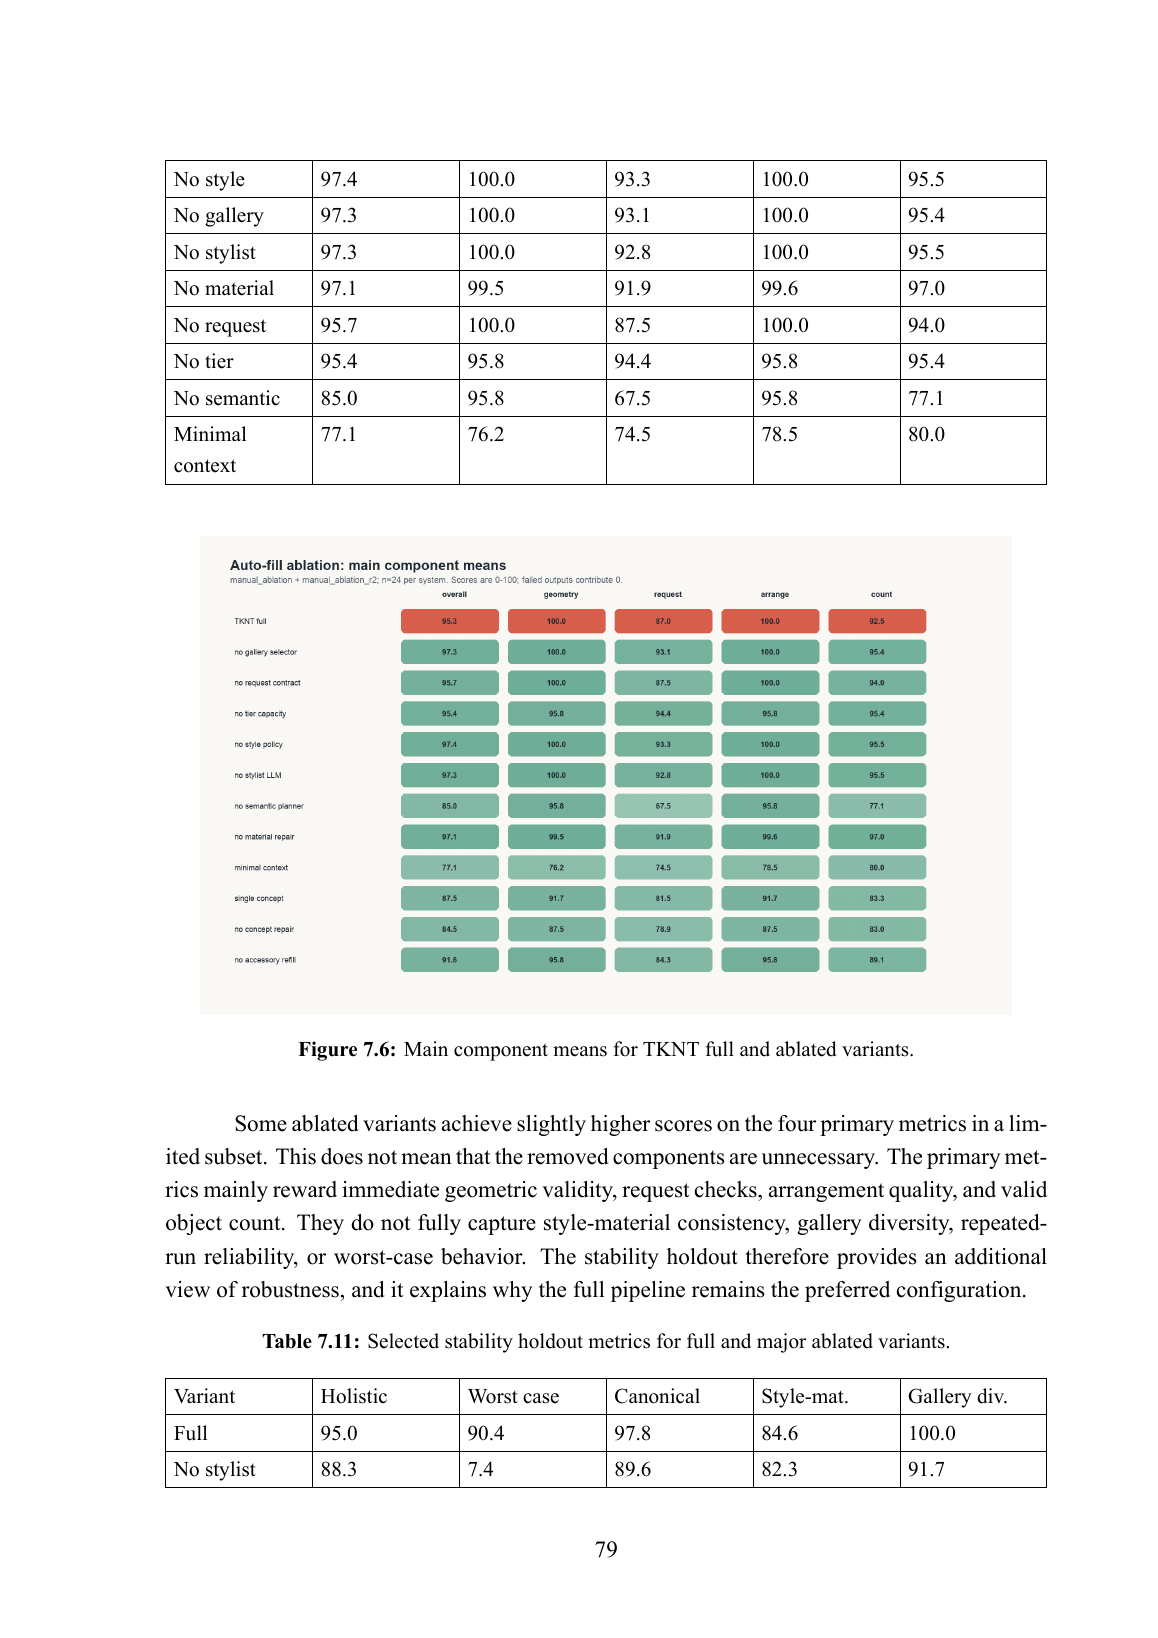 No style 97.4 100.0 93.3 100.0 95.5
No gallery 97.3 100.0 93.1 100.0 95.4
No stylist 97.3 100.0 92.8 100.0 95.5
No material 97.1 99.5 91.9 99.6 97.0
No request 95.7 100.0 87.5 100.0 94.0
No tier 95.4 95.8 94.4 95.8 95.4
No semantic 85.0 95.8 67.5 95.8 77.1
Minimal 77.1 76.2 74.5 78.5 80.0
context
Auto-fill ablation: main component means
manual_ablation + manual_ablation_r2; n=24 per system. Scores are 0-100; failed outputs contribute 0.
overall geometry request arrange count
TKNT full 95.3 100.0 87.0 100.0 92.5
no gallery selector 97.3 100.0 93.1 100.0 95.4
no request contract 95.7 100.0 87.5 100.0 94.0
no tier capacity 95.4 95.8 94.4 95.8 95.4
no style policy 97.4 100.0 93.3 100.0 95.5
no stylist LLM 97.3 100.0 92.8 100.0 95.5
no semantic planner 85.0 95.8 67.5 95.8 77.1
no material repair 97.1 99.5 91.9 99.6 97.0
minimal context 77.1 76.2 74.5 78.5 80.0
single concept 87.5 91.7 81.5 91.7 83.3
no concept repair 84.5 87.5 78.9 87.5 83.0
no accessory refill 91.6 95.8 84.3 95.8 89.1
Figure 7.6: Main component means for TKNT full and ablated variants.
Some ablated variants achieve slightly higher scores on the four primary metrics in a lim-
ited subset. This does not mean that the removed components are unnecessary. The primary met-
rics mainly reward immediate geometric validity, request checks, arrangement quality, and valid
object count. They do not fully capture style-material consistency, gallery diversity, repeated-
run reliability, or worst-case behavior. The stability holdout therefore provides an additional
view of robustness, and it explains why the full pipeline remains the preferred configuration.
Table 7.11: Selected stability holdout metrics for full and major ablated variants.
Variant Holistic Worst case Canonical Style-mat. Gallery div.
Full 95.0 90.4 97.8 84.6 100.0
No stylist 88.3 7.4 89.6 82.3 91.7
79